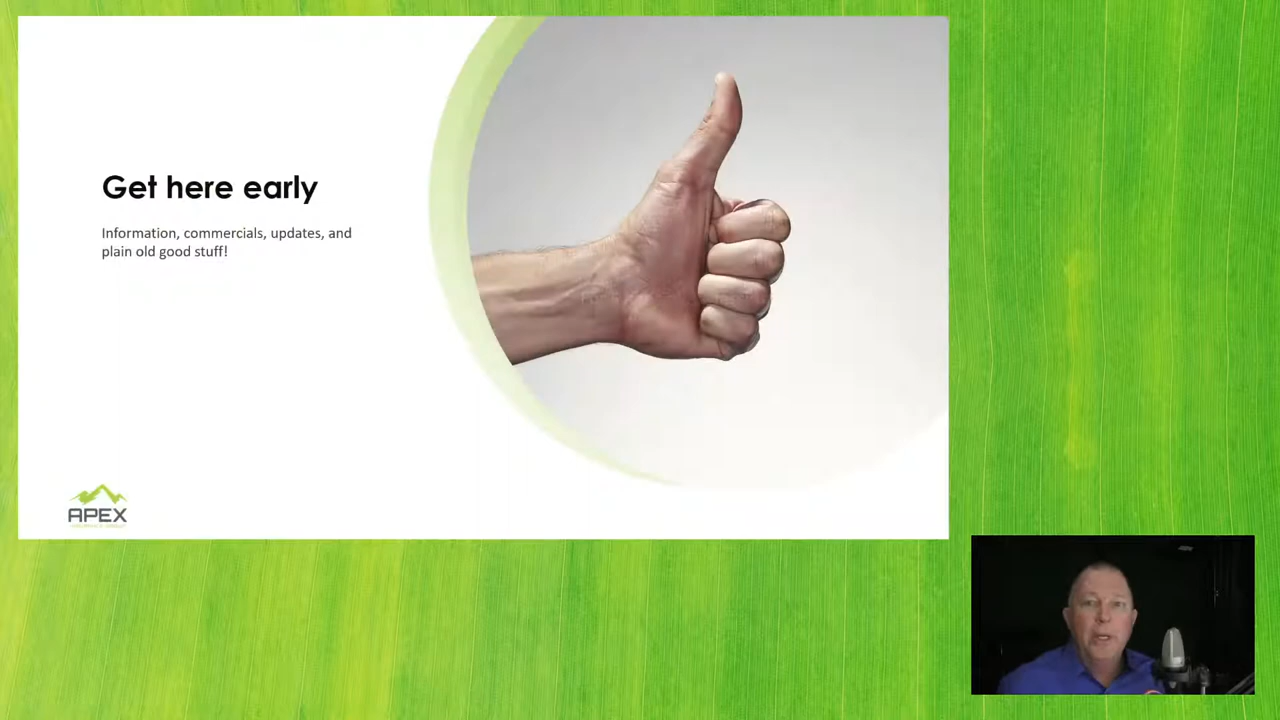 Get here early
Information, commercials, updates, and
plain old good stuff!
APEX